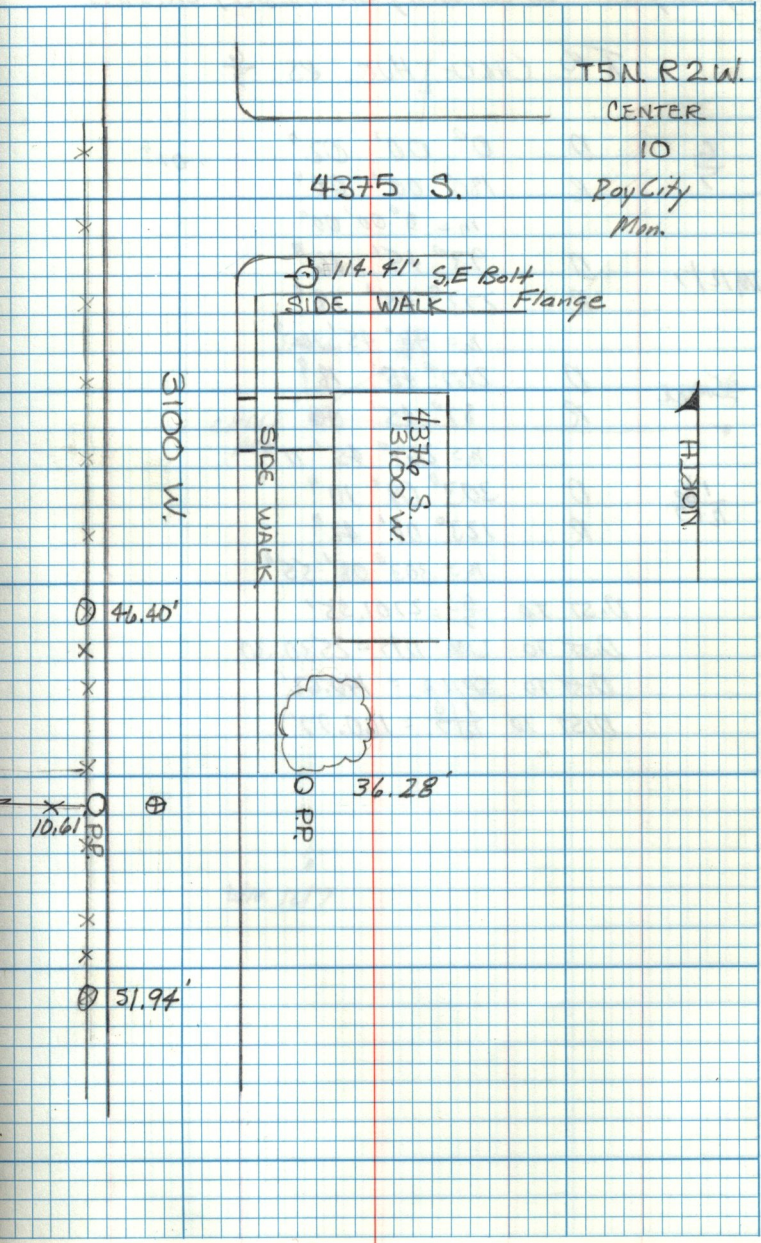 T5N. R2W.
CENTER
10
Roy City
Mon.
4375 S.
114.41' S.E Bolt
Flange
SIDE WALK
3100 W.
SIDE WALK
4376 S.
3100 W.
NORTH
46.40'
36.28'
P.P.
10.61'
P.P.
51.94'